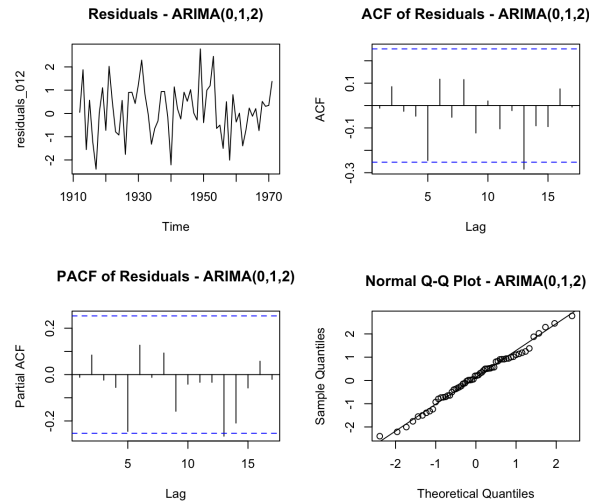 Residuals - ARIMA(0,1,2)
residuals_012
2
1
0
-1
-2
1910
1930
1950
1970
Time
ACF of Residuals - ARIMA(0,1,2)
ACF
0.1
-0.1
-0.3
5
10
15
Lag
PACF of Residuals - ARIMA(0,1,2)
Partial ACF
0.2
0.0
-0.2
5
10
15
Lag
Normal Q-Q Plot - ARIMA(0,1,2)
Sample Quantiles
2
1
0
-1
-2
-2
-1
0
1
2
Theoretical Quantiles